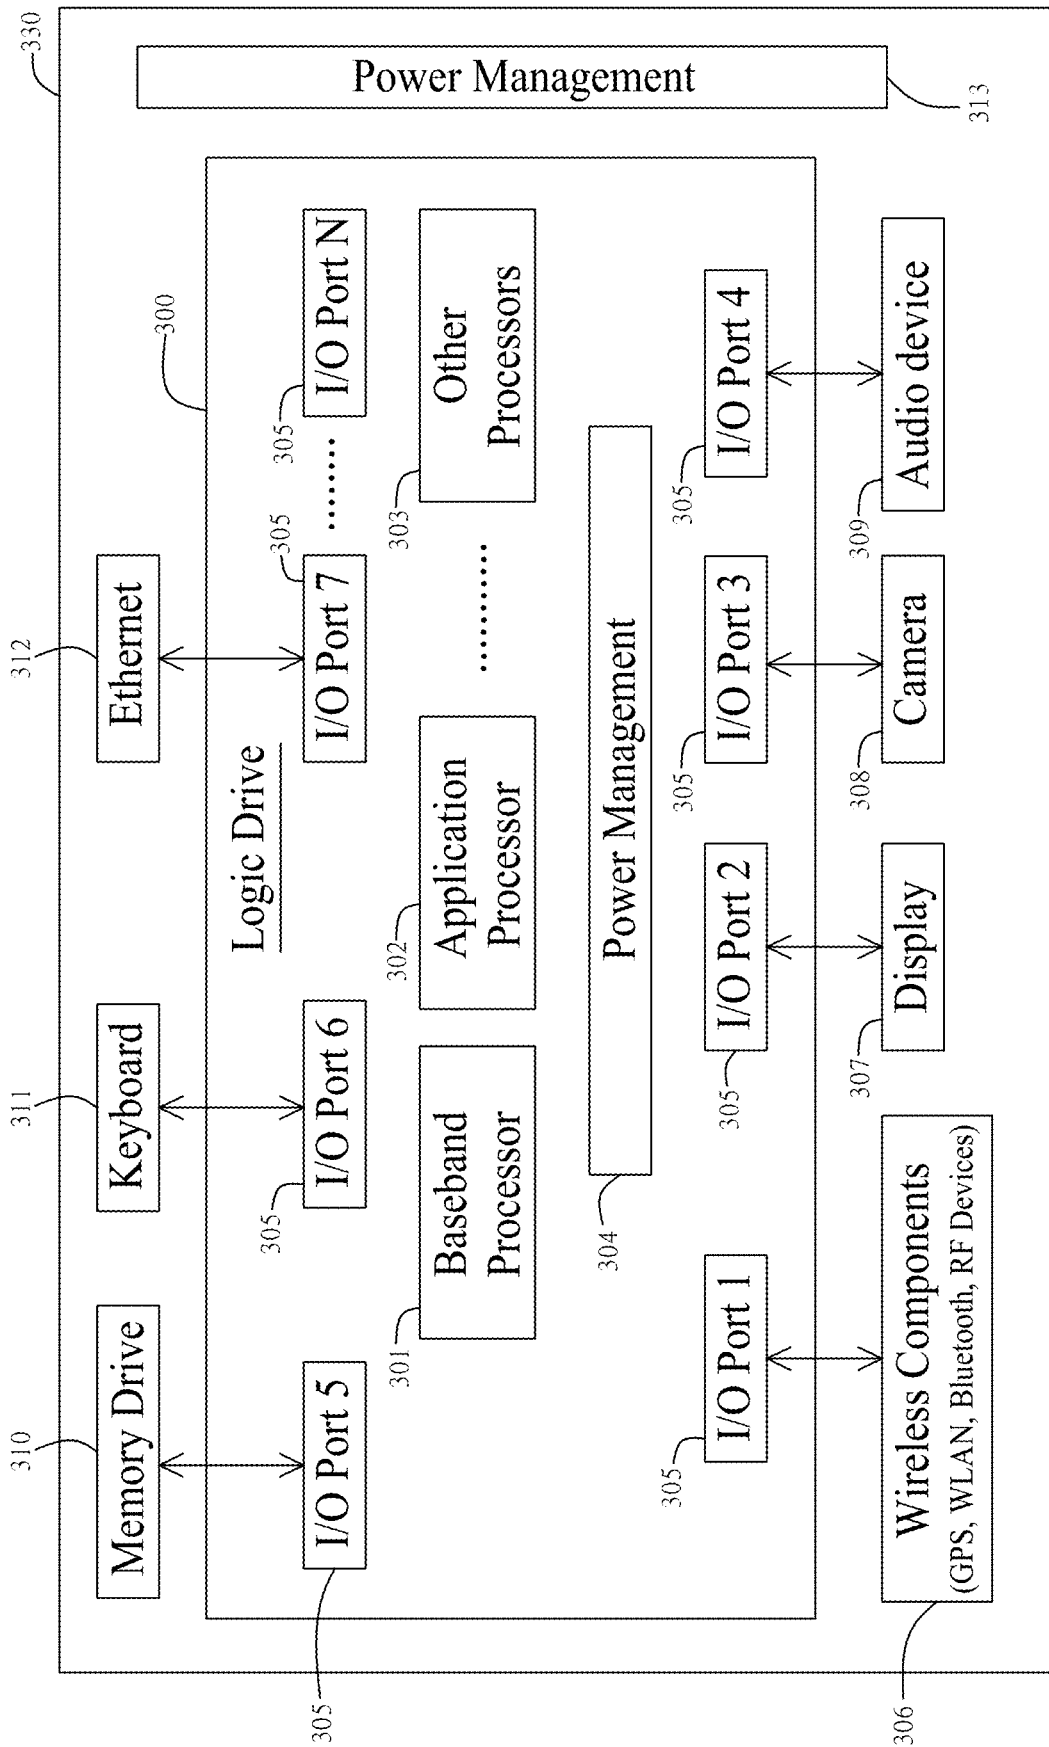 330
310
311
312
Memory Drive
Keyboard
Ethernet
300
Logic Drive
305
I/O Port 5
305
I/O Port 6
I/O Port 7
305
........
305
I/O Port N
301
Baseband
Processor
302
Application
Processor
...........
303
Other
Processors
304
Power Management
305
I/O Port 1
305
I/O Port 2
305
I/O Port 3
305
I/O Port 4
306
Wireless Components
(GPS, WLAN, Bluetooth, RF Devices)
307
Display
308
Camera
309
Audio device
Power Management
313